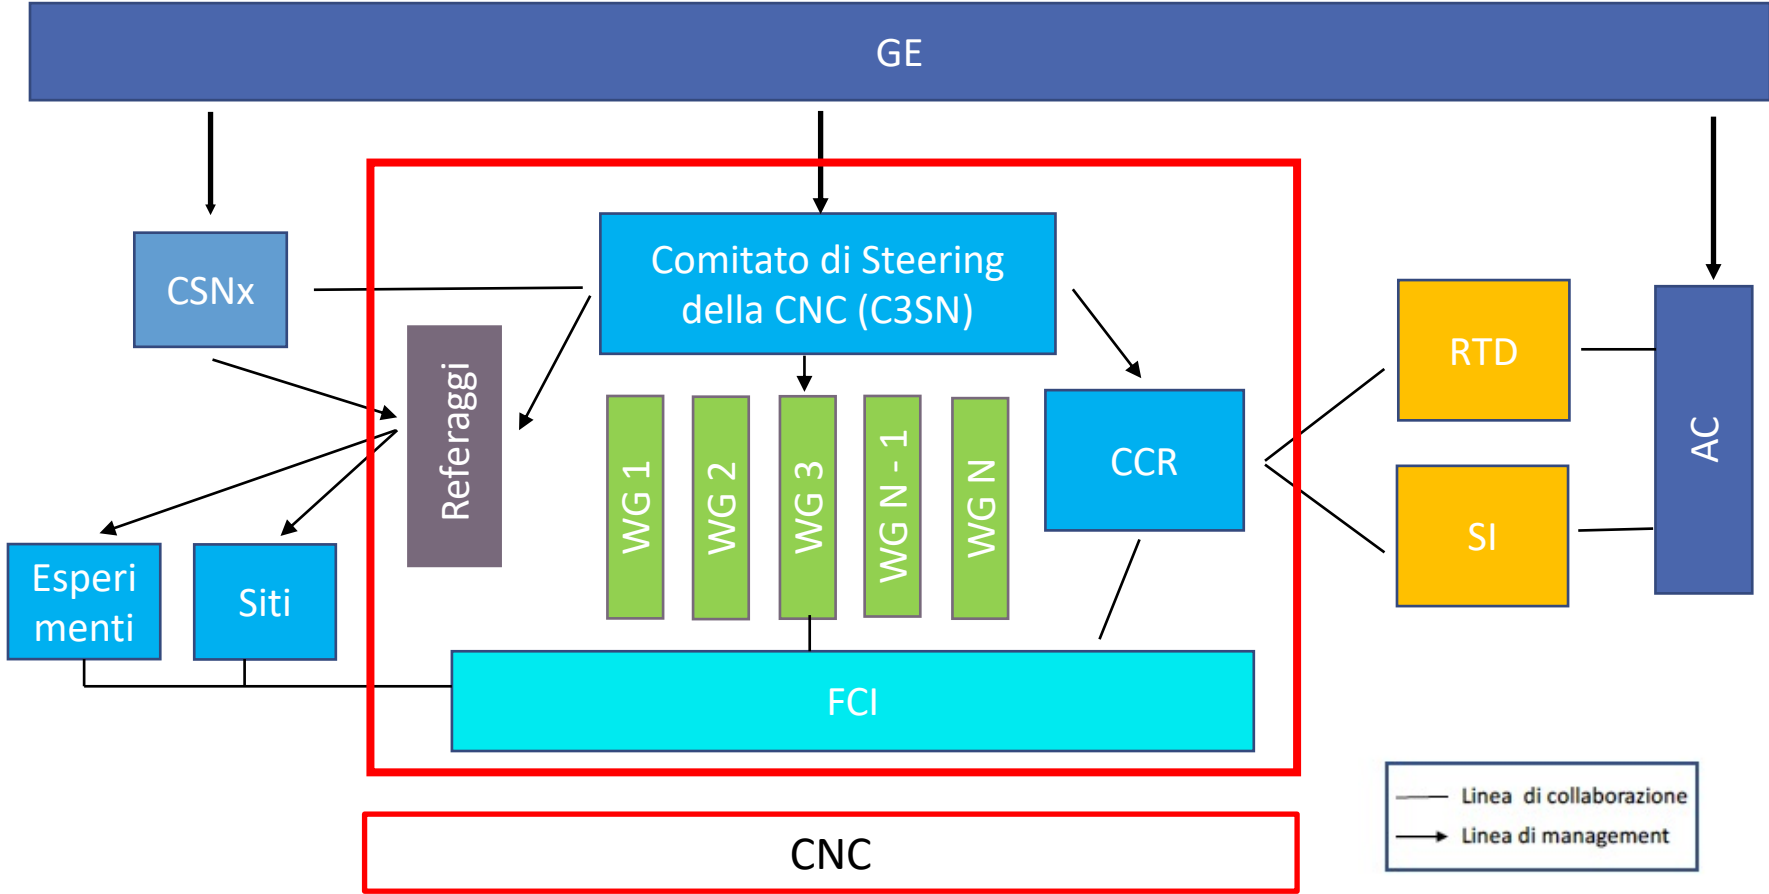 GE
CSNx
Comitato di Steering
della CNC (C3SN)
Referaggi
RTD
AC
WG 1
WG 2
WG 3
WG N - 1
WG N
CCR
SI
Esperi
menti
Siti
FCI
Linea di collaborazione
Linea di management
CNC